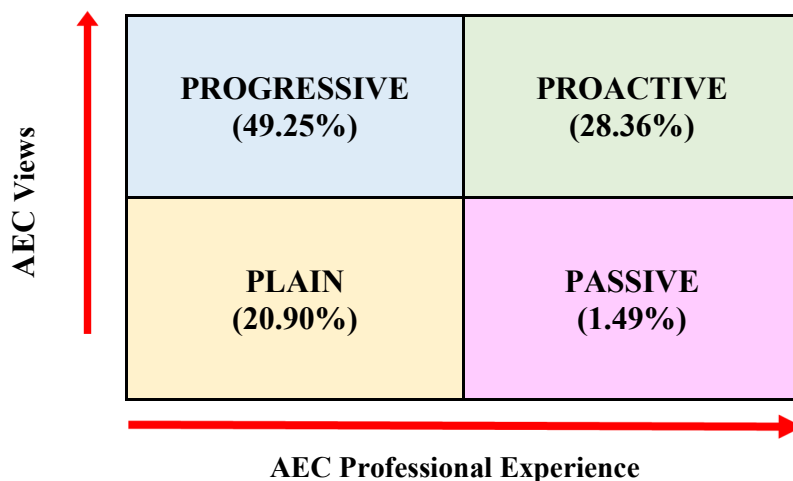 AEC Views
PROGRESSIVE
(49.25%)
PROACTIVE
(28.36%)
PLAIN
(20.90%)
PASSIVE
(1.49%)
AEC Professional Experience